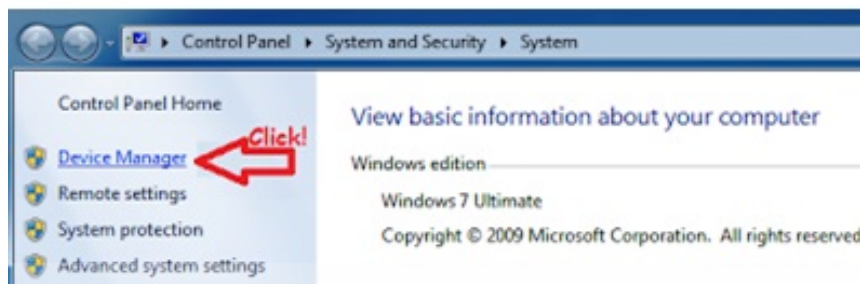 Control Panel ▸ System and Security ▸ System
Control Panel Home
Device Manager
Click!
Remote settings
System protection
Advanced system settings
View basic information about your computer
Windows edition
Windows 7 Ultimate
Copyright © 2009 Microsoft Corporation. All rights reserved